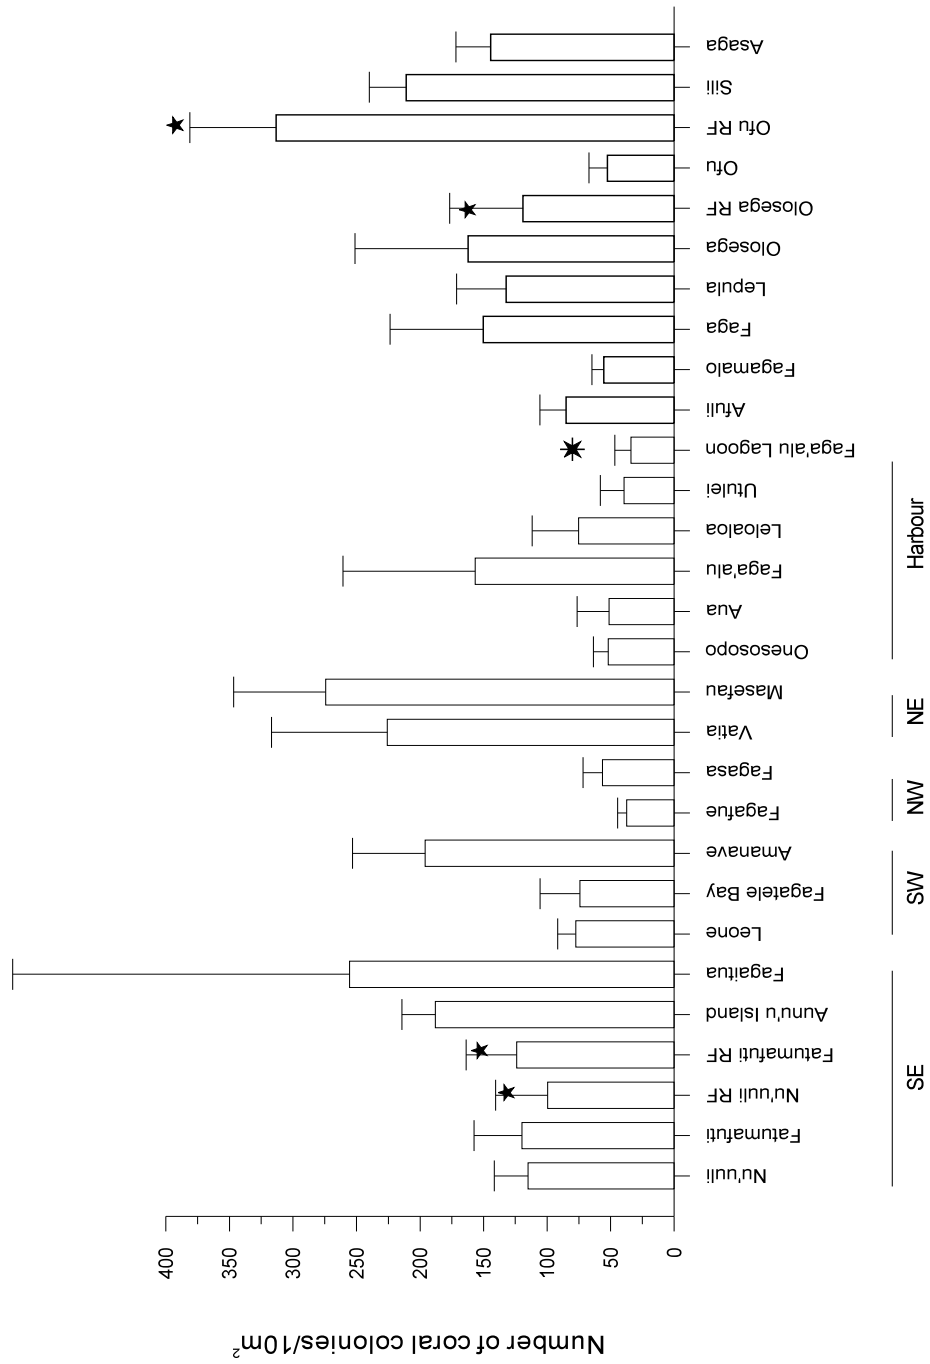 Asaga
Sili
Ofu RF
Ofu
Olosega RF
Olosega
Lepula
Faga
Fagamalo
Afuli
Faga'alu Lagoon
Utulei
Leloaloa
Faga'alu
Aua
Onesosopo
Harbour
Masefau
Vatia
NE
Fagasa
Fagafue
NW
Amanave
Fagatele Bay
Leone
SW
Fagaitua
Aunu'u Island
Fatumafuti RF
Nu'uuli RF
Fatumafuti
Nu'uuli
SE
400
350
300
250
200
150
100
50
0
Number of coral colonies/10m²